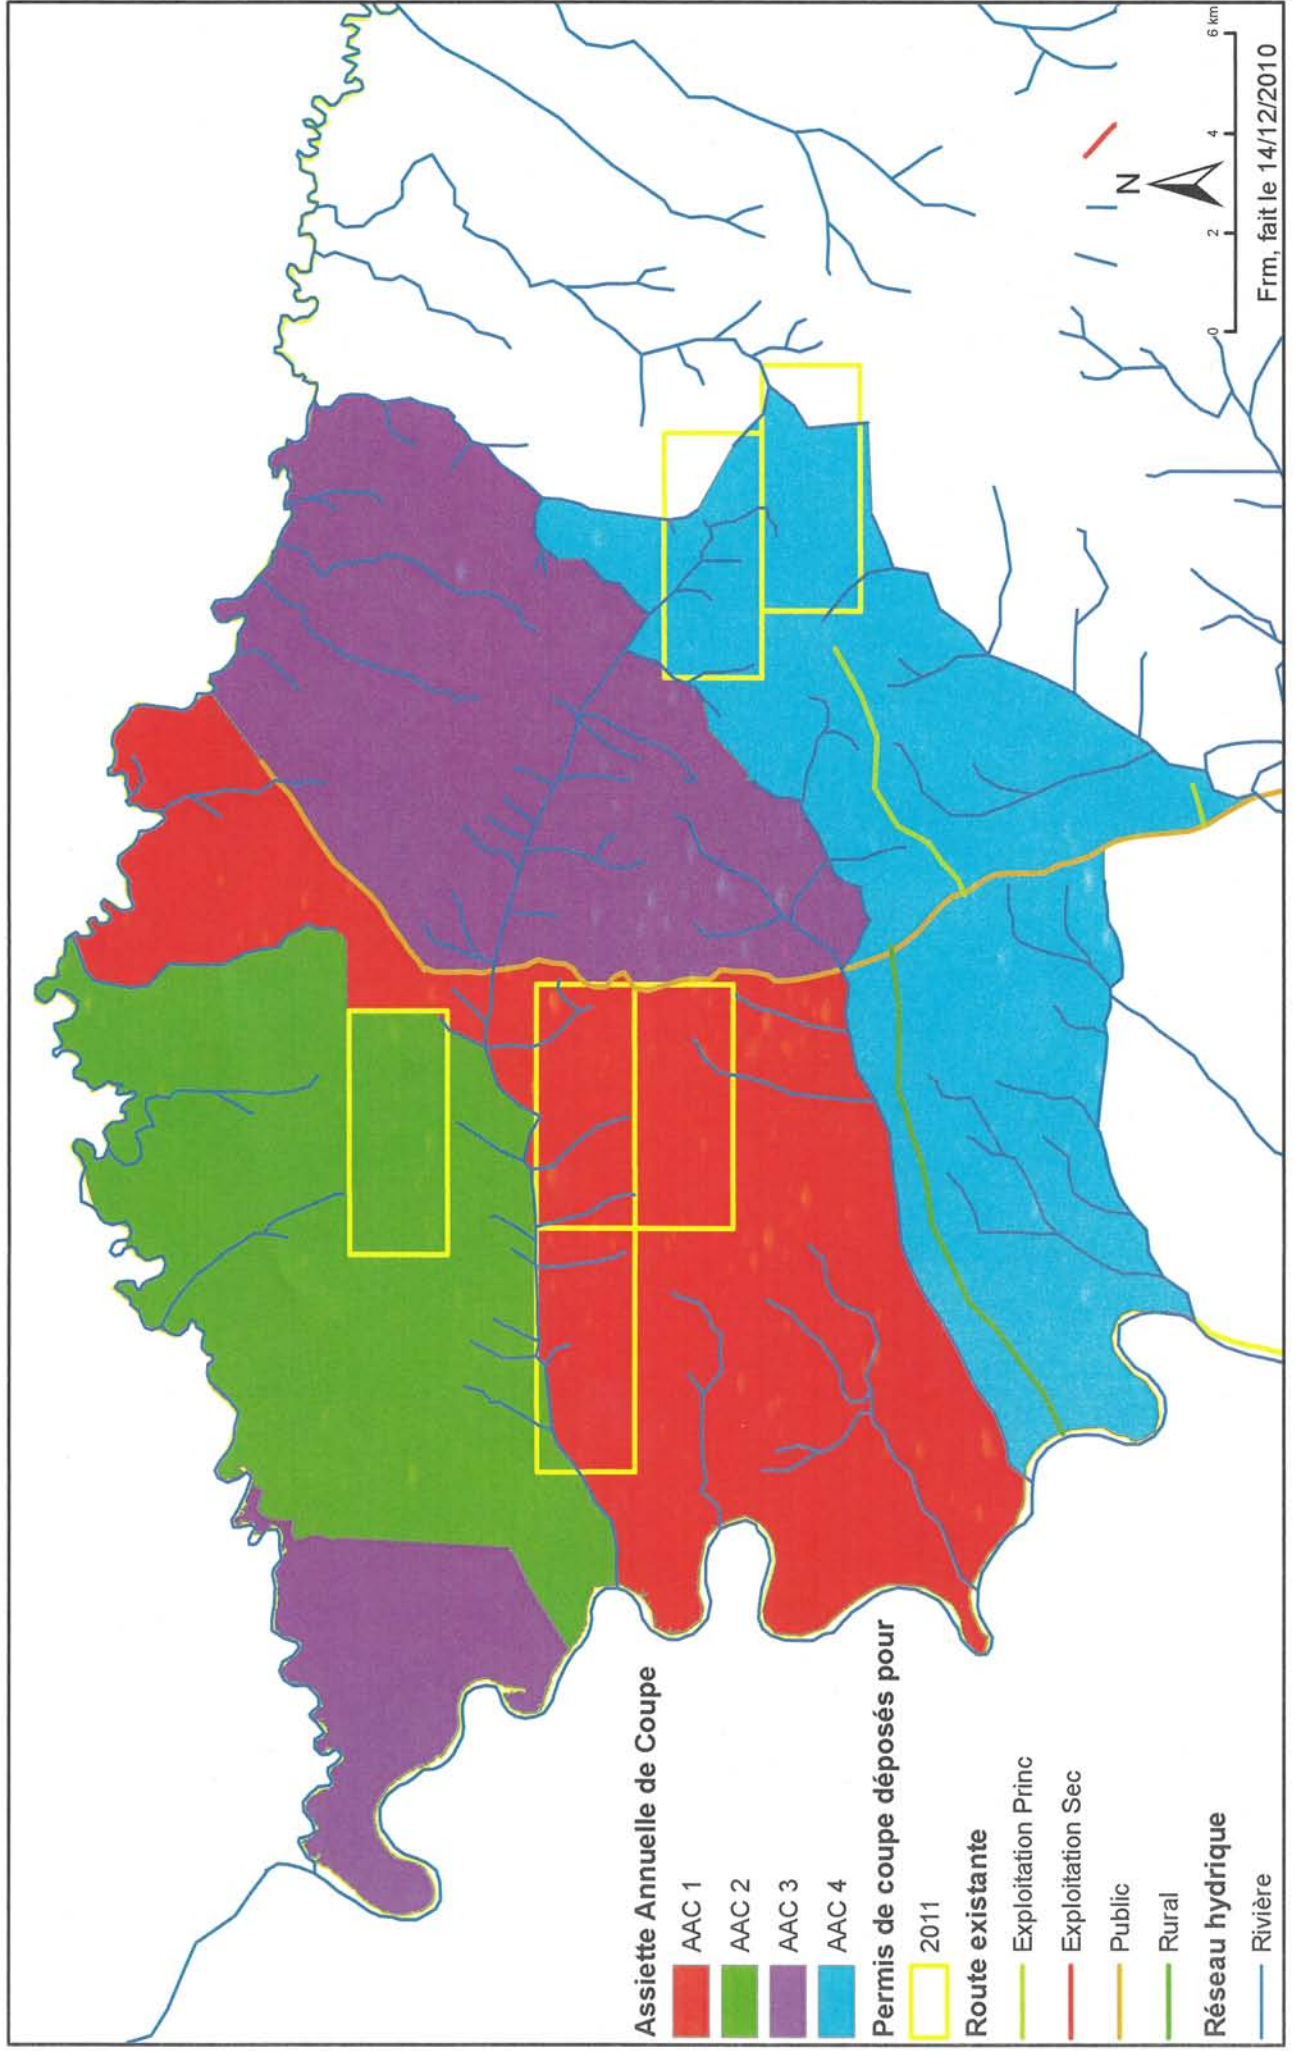 Assiette Annuelle de Coupe
AAC 1
AAC 2
AAC 3
AAC 4
Permis de coupe déposés pour
2011
Route existante
Exploitation Princ
Exploitation Sec
Public
Rural
Réseau hydrique
Rivière
N
0 2 4 6 km
Frm, fait le 14/12/2010